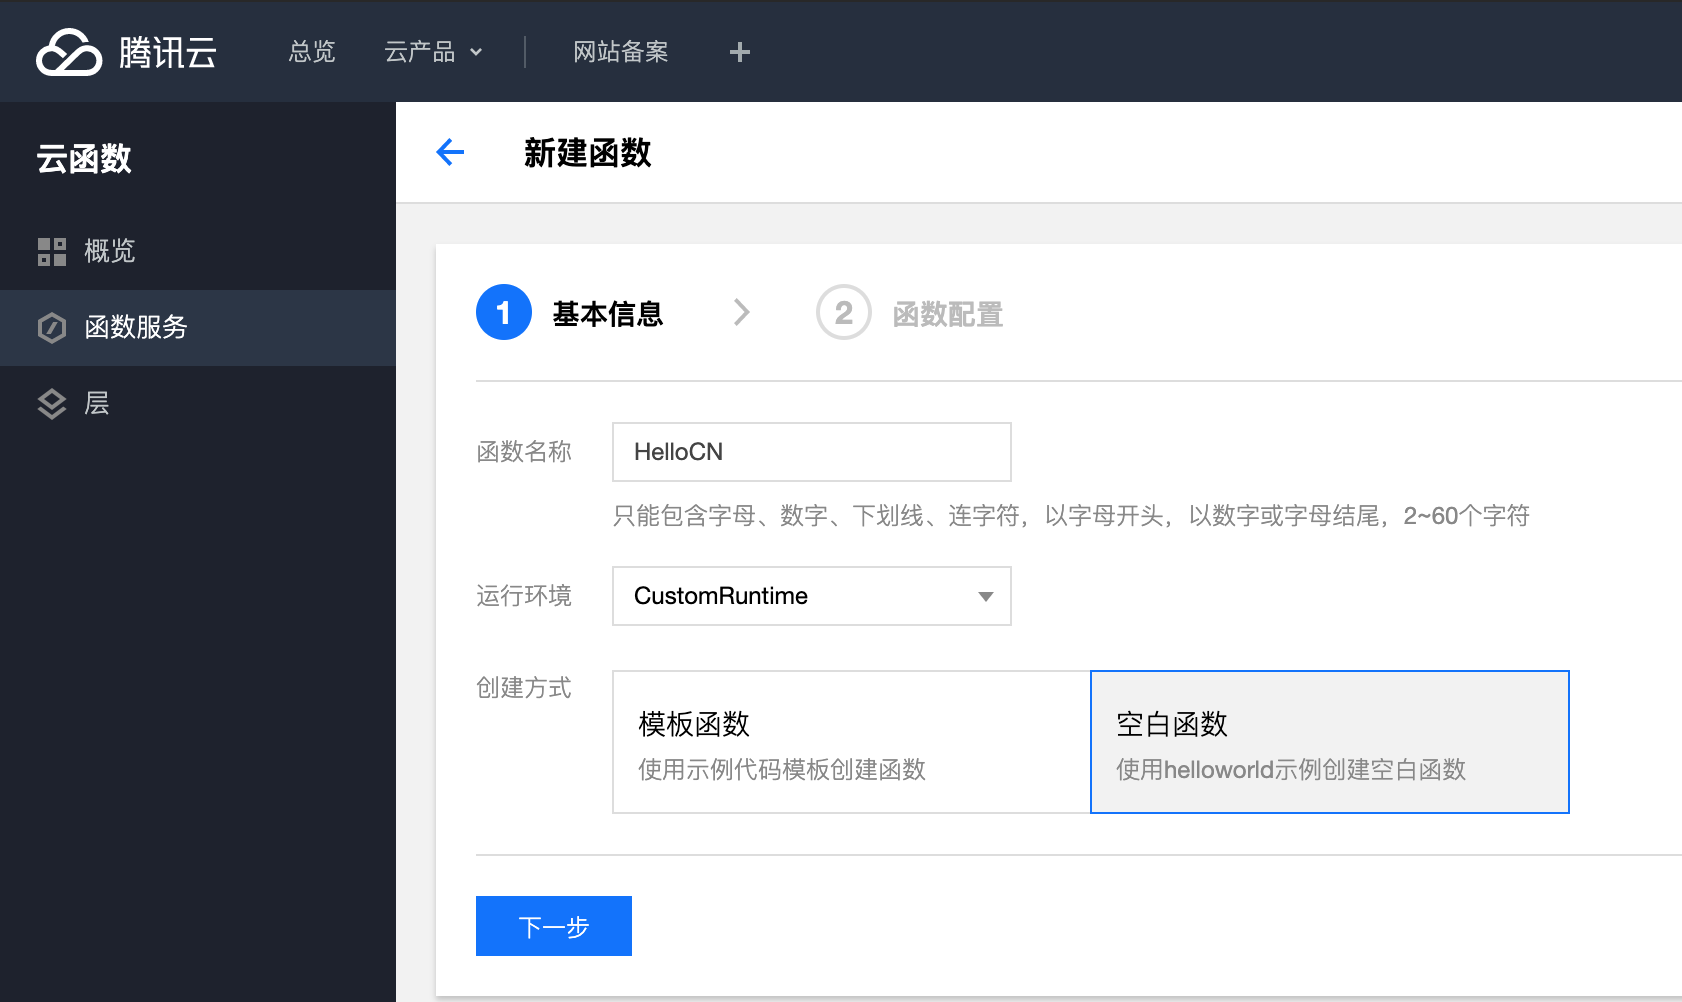 腾讯云 总览 云产品 网站备案 +
云函数
概览
函数服务
层
新建函数
1 基本信息 2 函数配置
函数名称 HelloCN
只能包含字母、数字、下划线、连字符，以字母开头，以数字或字母结尾，2~60个字符
运行环境 CustomRuntime
创建方式
模板函数
使用示例代码模板创建函数
空白函数
使用helloworld示例创建空白函数
下一步